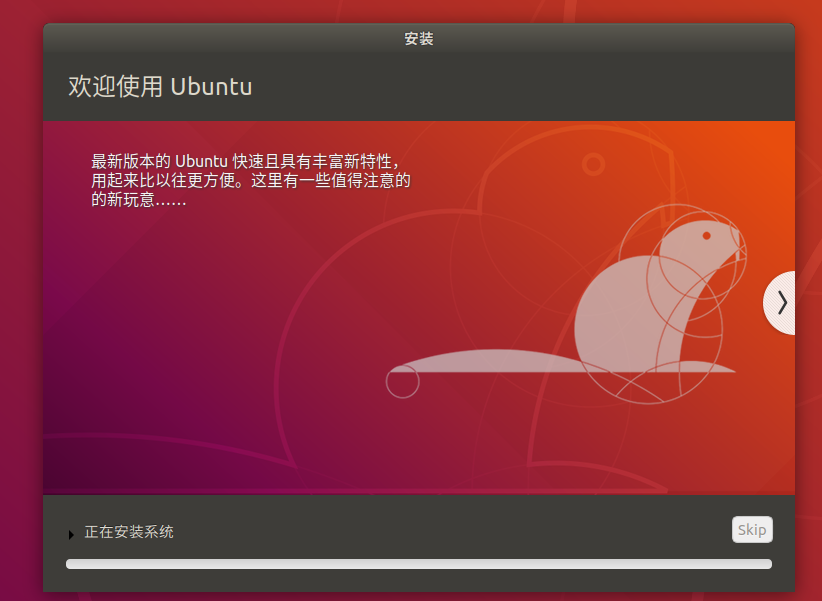 安装
欢迎使用 Ubuntu
最新版本的 Ubuntu 快速且具有丰富新特性，
用起来比以往更方便。这里有一些值得注意的
的新玩意……
正在安装系统
Skip